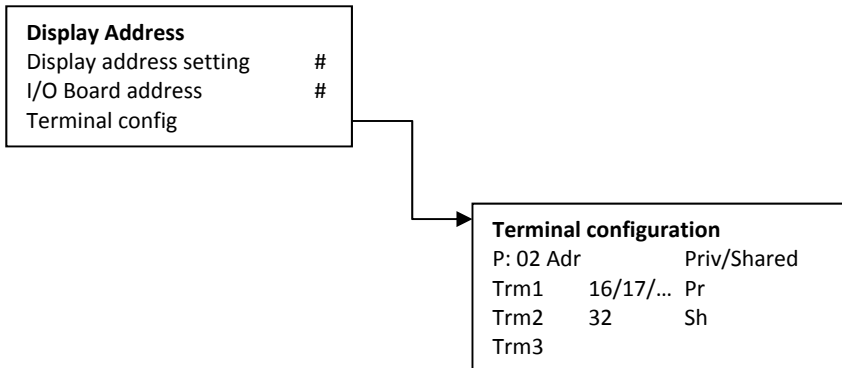 Display Address
Display address setting #
I/O Board address #
Terminal config
Terminal configuration
P: 02 Adr Priv/Shared
Trm1 16/17/... Pr
Trm2 32 Sh
Trm3